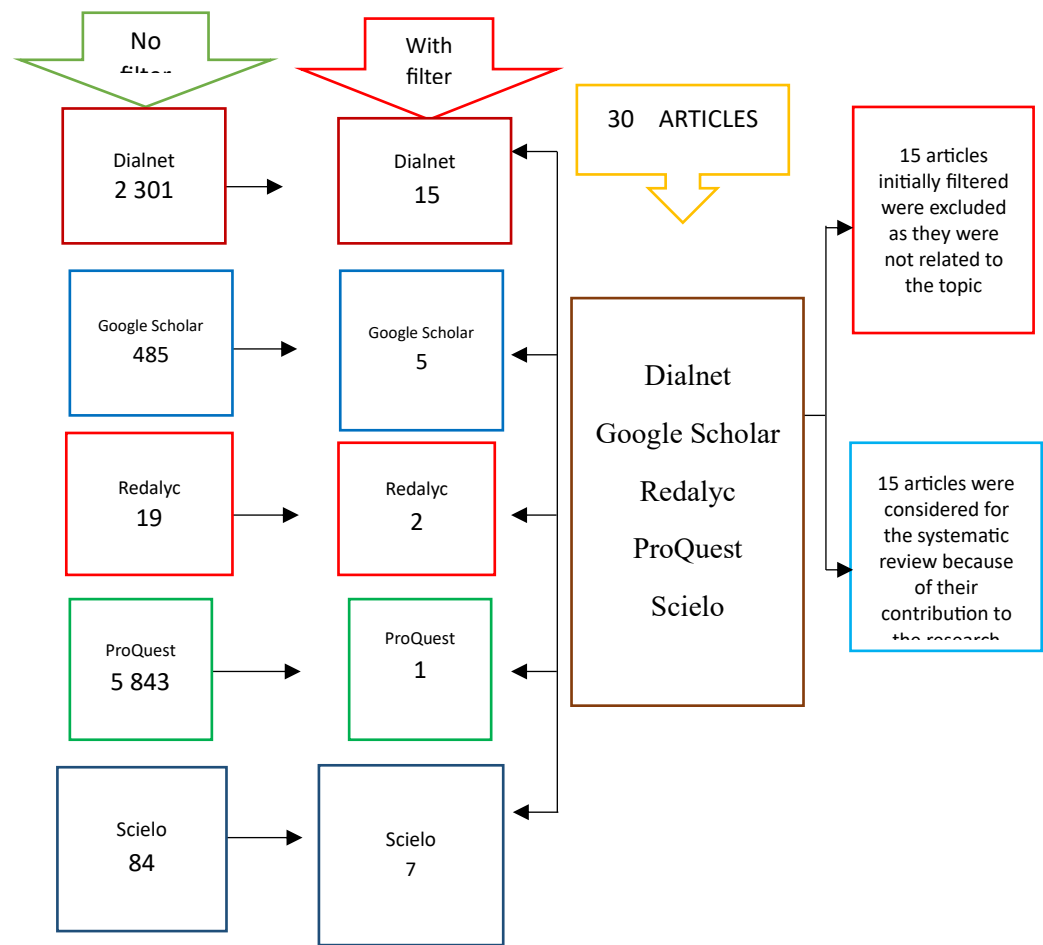 No
filter
With
filter
30 ARTICLES
Dialnet
2 301
Dialnet
15
15 articles
initially filtered
were excluded
as they were
not related to
the topic
Google Scholar
485
Google Scholar
5
Dialnet
Google Scholar
Redalyc
ProQuest
Scielo
Redalyc
19
Redalyc
2
15 articles were
considered for
the systematic
review because
of their
contribution to
the research
ProQuest
5 843
ProQuest
1
Scielo
84
Scielo
7